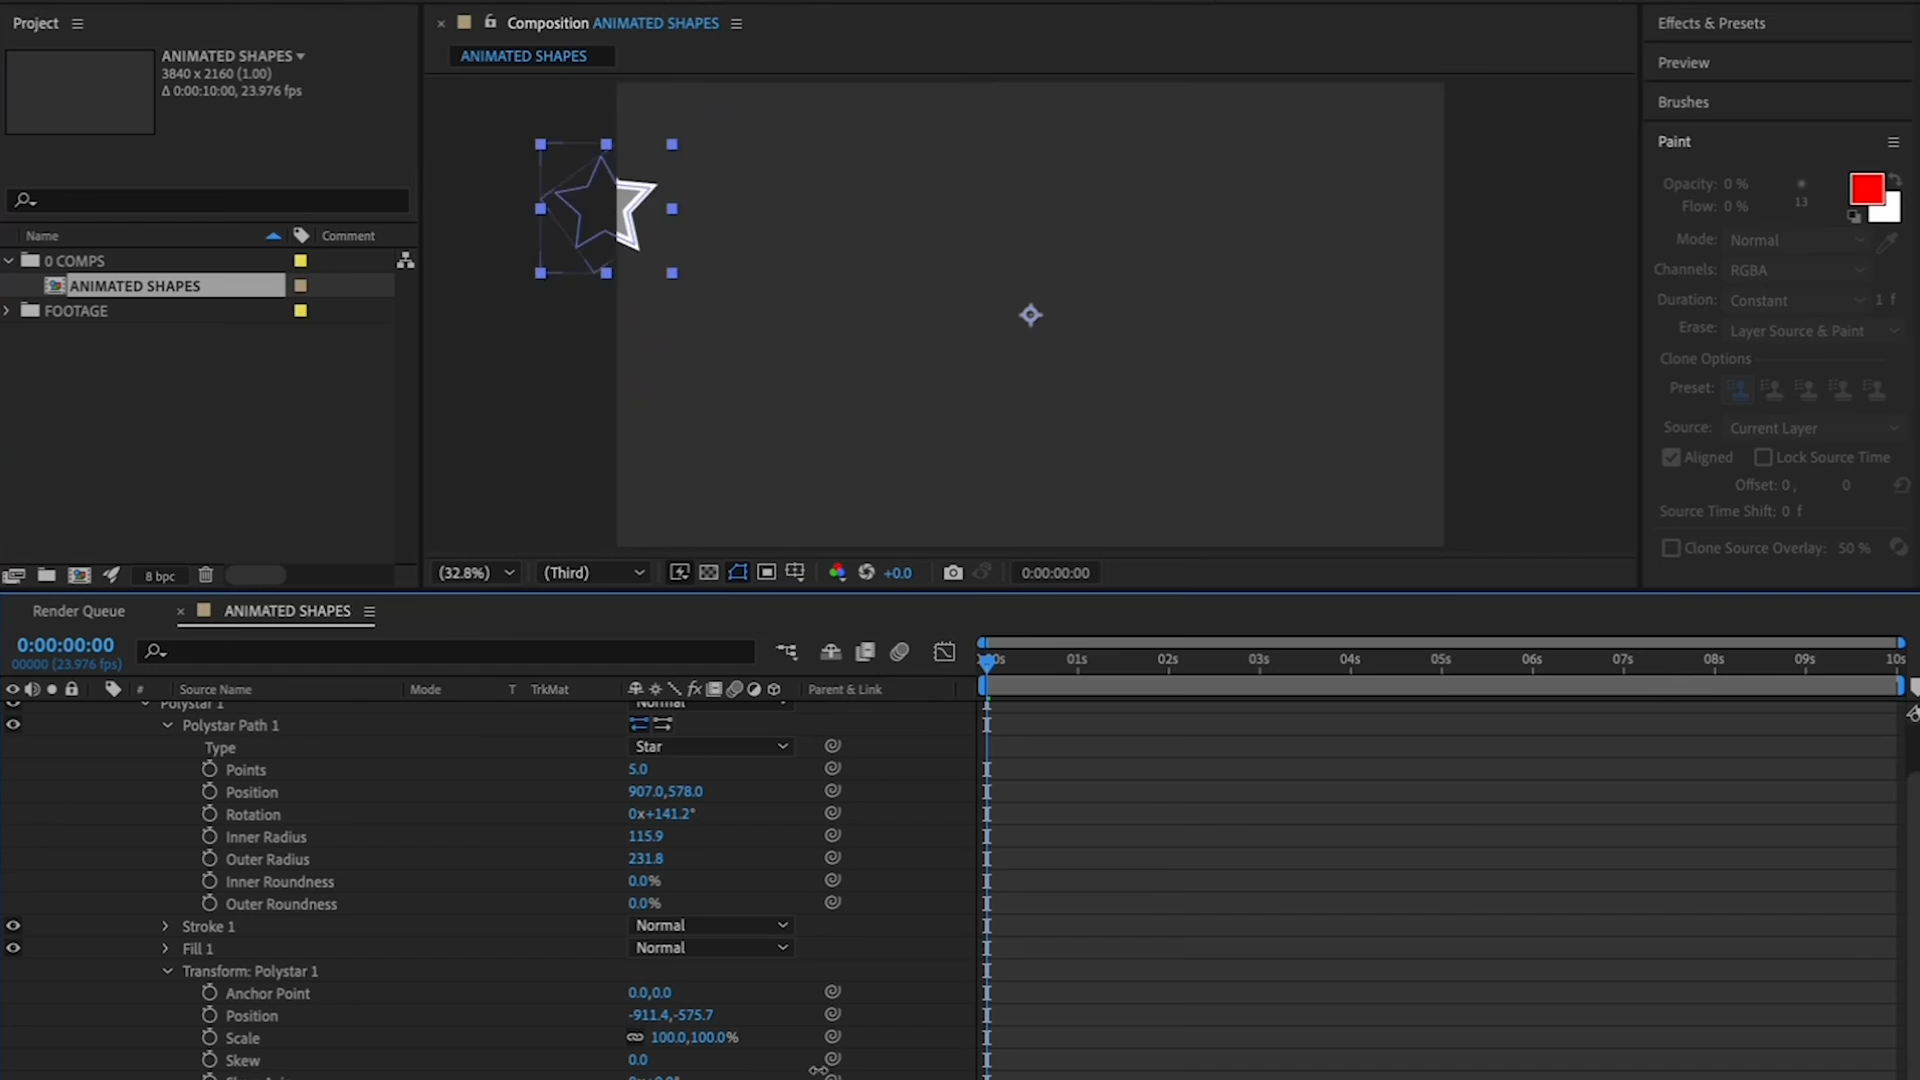 Project
ANIMATED SHAPES
3840 x 2160 (1.00)
Δ 0:00:10:00, 23.976 fps
Name
Comment
0 COMPS
ANIMATED SHAPES
FOOTAGE
8 bpc
Composition ANIMATED SHAPES
ANIMATED SHAPES
(32.8%)
(Third)
+0.0
0:00:00:00
Effects & Presets
Preview
Brushes
Paint
Opacity: 0 %
Flow: 0 %
13
Mode: Normal
Channels: RGBA
Duration: Constant 1 f
Erase: Layer Source & Paint
Clone Options
Preset:
Source: Current Layer
Aligned Lock Source Time
Offset: 0 , 0
Source Time Shift: 0 f
Clone Source Overlay: 50 %
Render Queue
ANIMATED SHAPES
0:00:00:00
00000 (23.976 fps)
01s 02s 03s 04s 05s 06s 07s 08s 09s 10s
# Source Name Mode T TrkMat fx Parent & Link
Polystar 1 Normal
Polystar Path 1
Type Star
Points 5.0
Position 907.0,578.0
Rotation 0x+141.2°
Inner Radius 115.9
Outer Radius 231.8
Inner Roundness 0.0%
Outer Roundness 0.0%
Stroke 1 Normal
Fill 1 Normal
Transform: Polystar 1
Anchor Point 0.0,0.0
Position -911.4,-575.7
Scale 100.0,100.0%
Skew 0.0